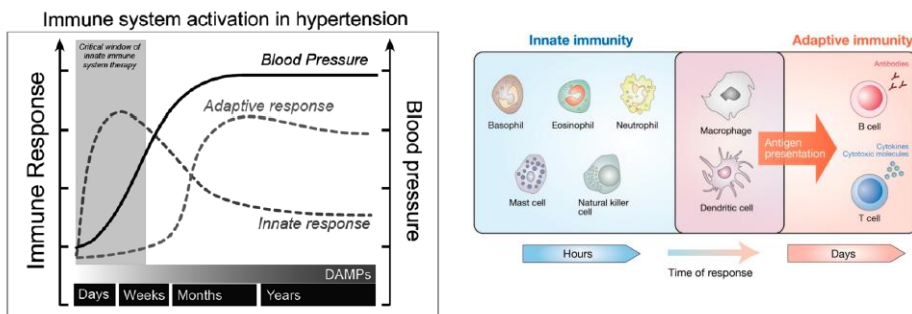 Immune system activation in hypertension
Critical window of
innate immune
system therapy
Blood Pressure
Adaptive response
Innate response
Immune Response
Blood pressure
DAMPs
Days
Weeks
Months
Years
Innate immunity
Adaptive immunity
Basophil
Eosinophil
Neutrophil
Mast cell
Natural killer
cell
Macrophage
Dendritic cell
Antigen
presentation
Antibodies
B cell
Cytokines
Cytotoxic molecules
T cell
Hours
Time of response
Days